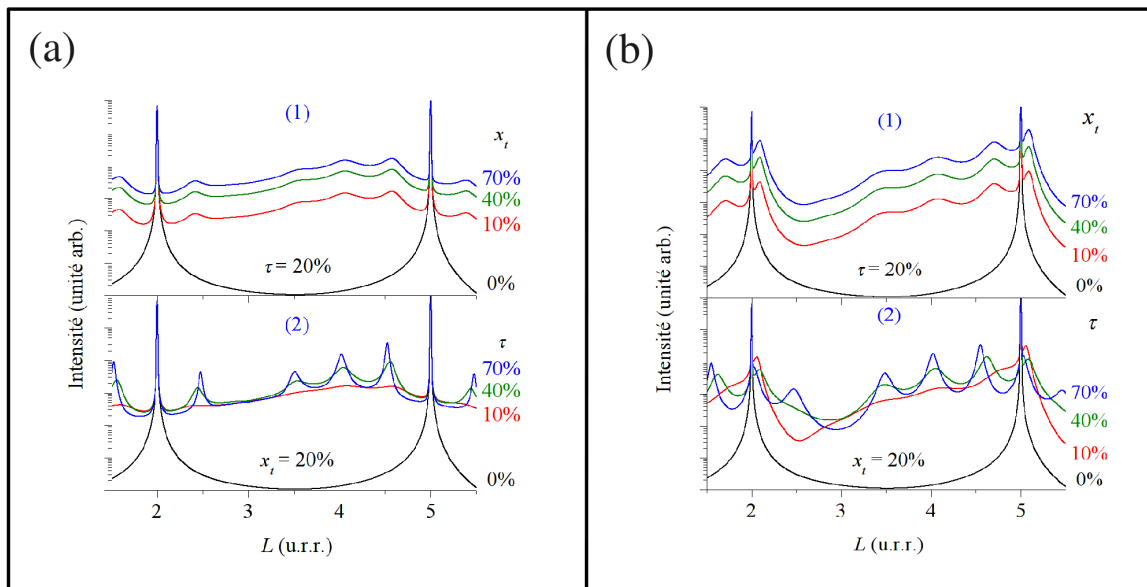 (a)
(1)
x_t
70%
40%
10%
τ = 20%
0%
Intensité (unité arb.)
(2)
τ
70%
40%
10%
x_t = 20%
0%
2 3 4 5
L (u.r.r.)
(b)
(1)
x_t
70%
40%
10%
τ = 20%
0%
Intensité (unité arb.)
(2)
τ
70%
40%
10%
x_t = 20%
0%
2 3 4 5
L (u.r.r.)